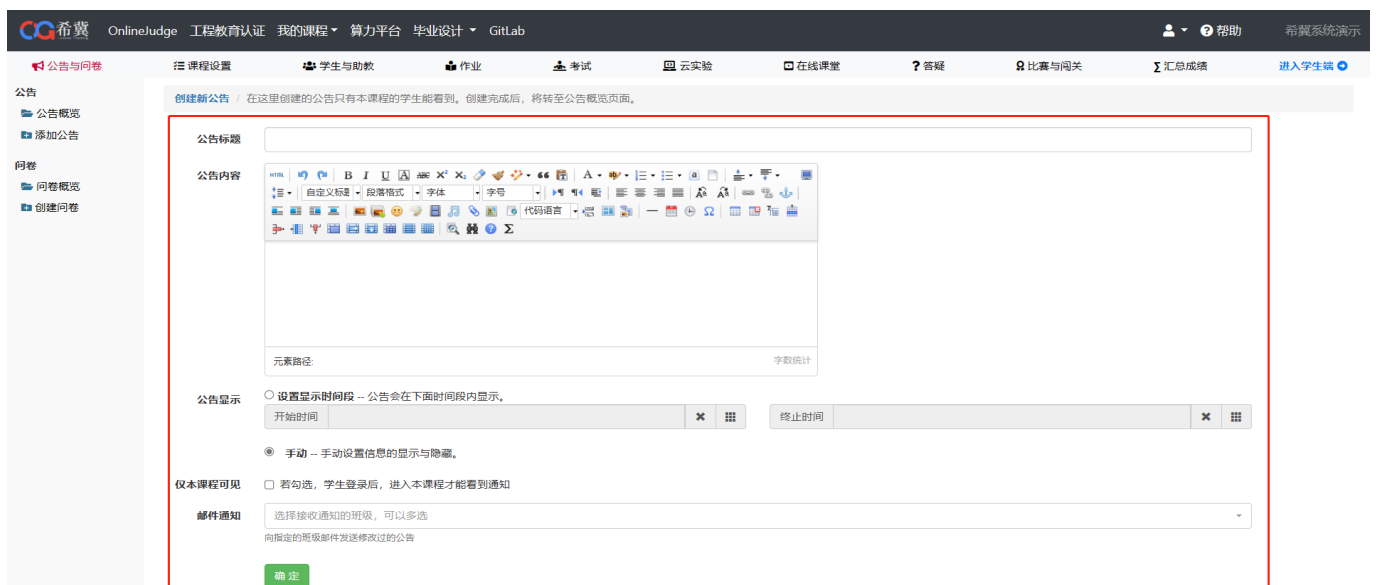 CG希冀 OnlineJudge 工程教育认证 我的课程 算力平台 毕业设计 GitLab 帮助 希冀系统演示
公告与问卷 课程设置 学生与助教 作业 考试 云实验 在线课堂 答疑 比赛与闯关 汇总成绩 进入学生端
公告
公告概览
添加公告
问卷
问卷概览
创建问卷
创建新公告 / 在这里创建的公告只有本课程的学生能看到。创建完成后，将转至公告概览页面。
公告标题
公告内容
HTML B I U A ABC X² X₂ A ab a
自定义标题 段落格式 字体 字号
代码语言
元素路径: 字数统计
公告显示
设置显示时间段 -- 公告会在下面时间段内显示。
开始时间 终止时间
手动 -- 手动设置信息的显示与隐藏。
仅本课程可见 若勾选，学生登录后，进入本课程才能看到通知
邮件通知 选择接收通知的班级，可以多选
向指定的班级邮件发送修改过的公告
确 定